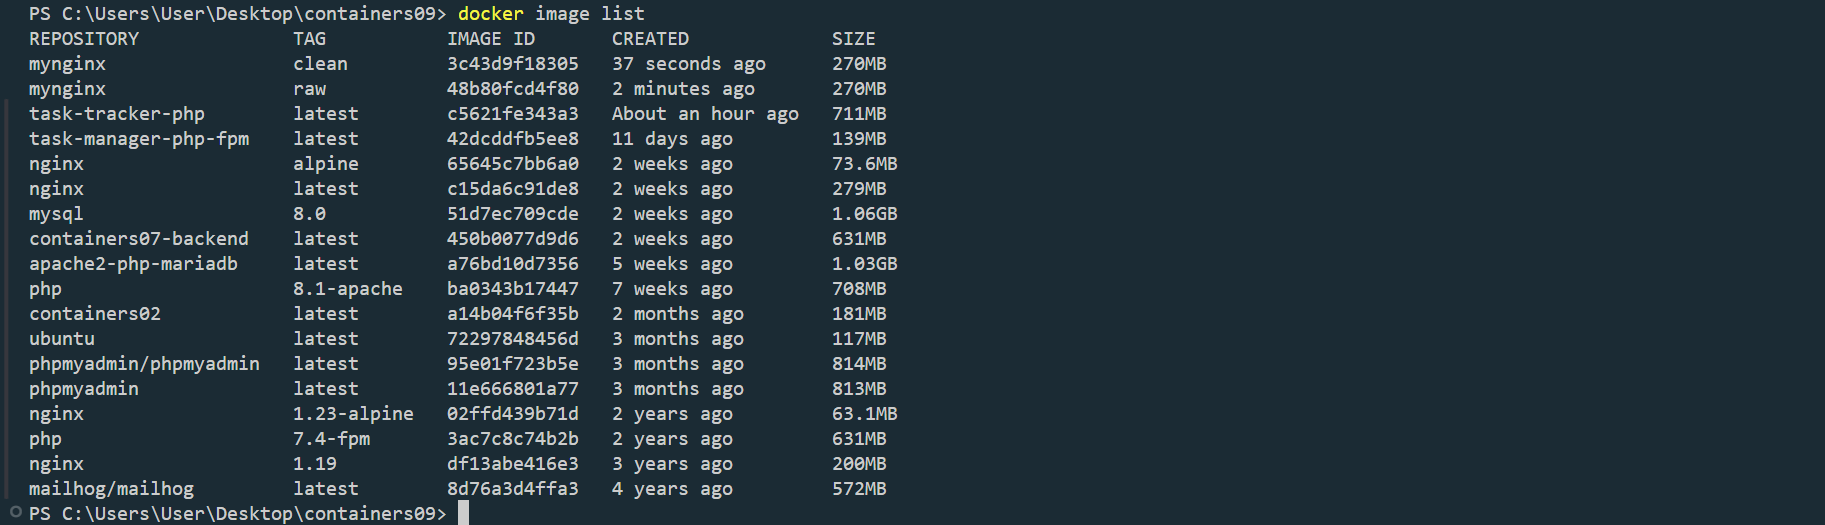 PS C:\Users\User\Desktop\containers09> docker image list
REPOSITORY              TAG           IMAGE ID       CREATED             SIZE
mynginx                 clean         3c43d9f18305   37 seconds ago      270MB
mynginx                 raw           48b80fcd4f80   2 minutes ago       270MB
task-tracker-php        latest        c5621fe343a3   About an hour ago   711MB
task-manager-php-fpm    latest        42dcddfb5ee8   11 days ago         139MB
nginx                   alpine        65645c7bb6a0   2 weeks ago         73.6MB
nginx                   latest        c15da6c91de8   2 weeks ago         279MB
mysql                   8.0           51d7ec709cde   2 weeks ago         1.06GB
containers07-backend    latest        450b0077d9d6   2 weeks ago         631MB
apache2-php-mariadb     latest        a76bd10d7356   5 weeks ago         1.03GB
php                     8.1-apache    ba0343b17447   7 weeks ago         708MB
containers02            latest        a14b04f6f35b   2 months ago        181MB
ubuntu                  latest        72297848456d   3 months ago        117MB
phpmyadmin/phpmyadmin   latest        95e01f723b5e   3 months ago        814MB
phpmyadmin              latest        11e666801a77   3 months ago        813MB
nginx                   1.23-alpine   02ffd439b71d   2 years ago         63.1MB
php                     7.4-fpm       3ac7c8c74b2b   2 years ago         631MB
nginx                   1.19          df13abe416e3   3 years ago         200MB
mailhog/mailhog         latest        8d76a3d4ffa3   4 years ago         572MB
PS C:\Users\User\Desktop\containers09>